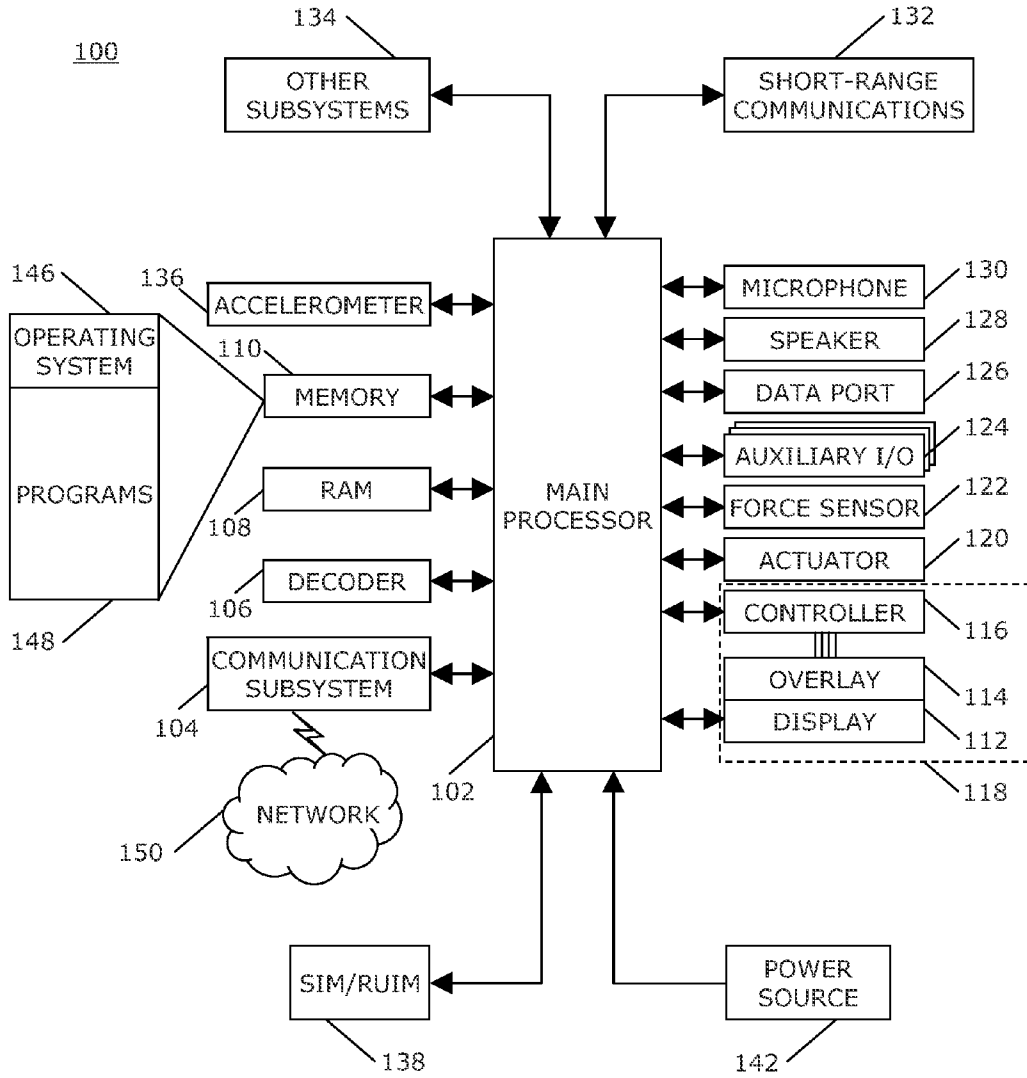 134
132
100
OTHER
SUBSYSTEMS
SHORT-RANGE
COMMUNICATIONS
146
136
ACCELEROMETER
MICROPHONE
130
OPERATING
SYSTEM
110
MEMORY
SPEAKER
128
DATA PORT
126
AUXILIARY I/O
124
PROGRAMS
RAM
108
MAIN
PROCESSOR
FORCE SENSOR
122
ACTUATOR
120
DECODER
106
CONTROLLER
116
148
COMMUNICATION
SUBSYSTEM
104
OVERLAY
114
DISPLAY
112
102
118
NETWORK
150
SIM/RUIM
138
POWER
SOURCE
142